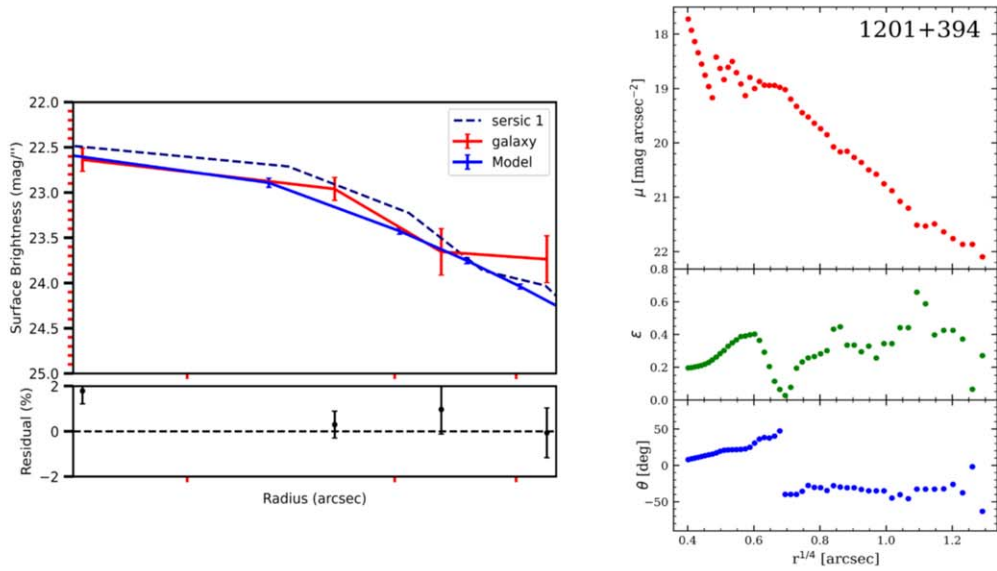 22.0
22.5
23.0
23.5
24.0
24.5
25.0
Surface Brightness (mag/'')
sersic 1
galaxy
Model
2
0
−2
Residual (%)
Radius (arcsec)
1201+394
18
19
20
21
22
μ [mag arcsec⁻²]
0.8
0.6
0.4
0.2
0.0
ε
50
0
−50
θ [deg]
0.4 0.6 0.8 1.0 1.2
r^{1/4} [arcsec]